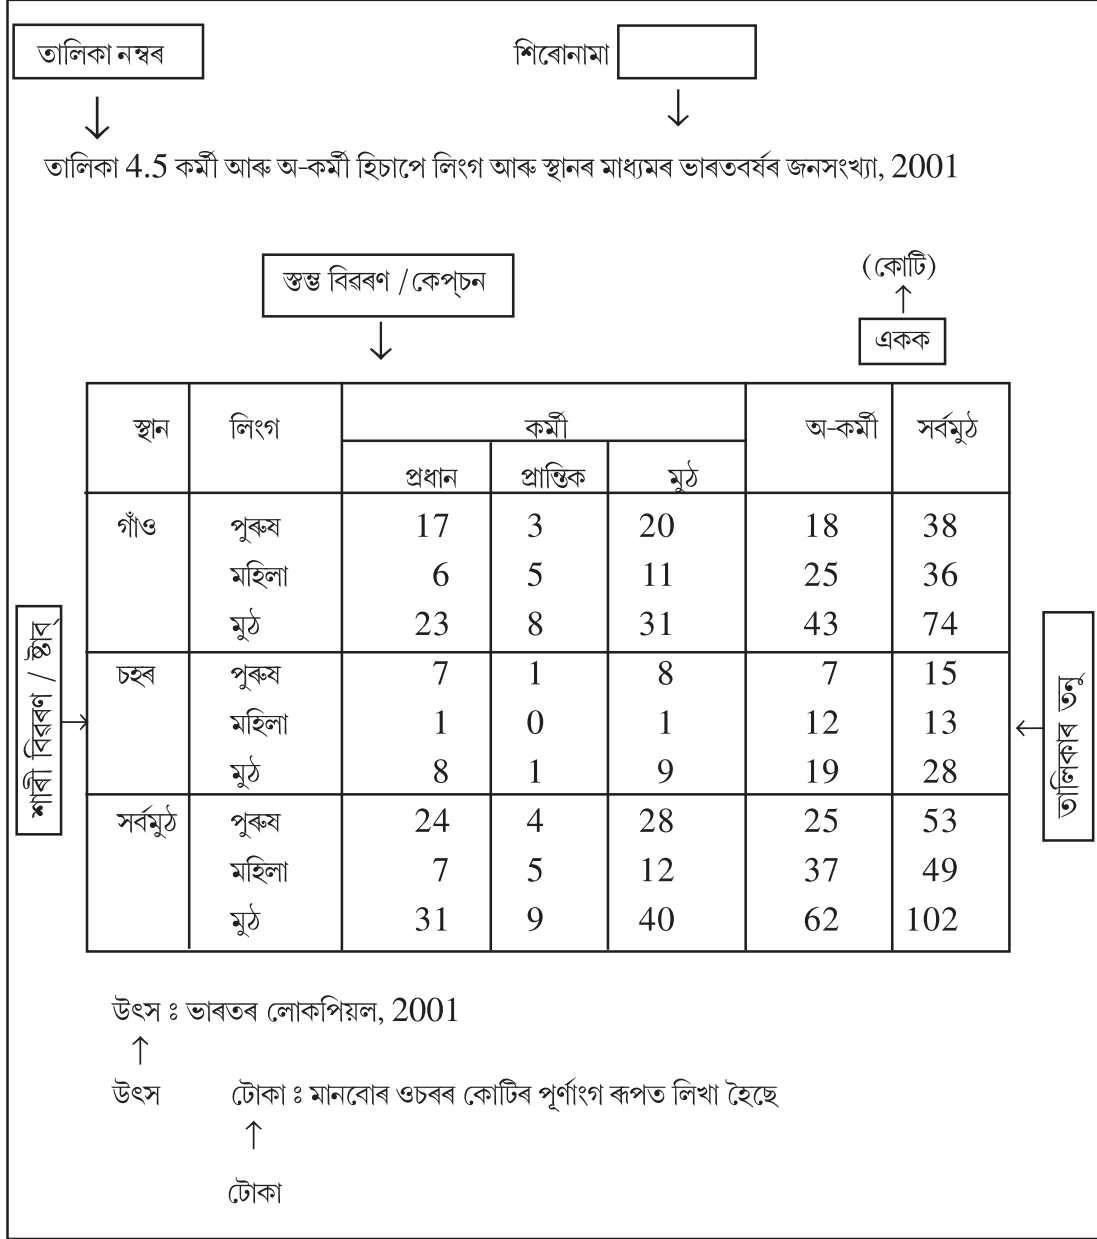 তালিকা নম্বৰ শিৰোনামা
তালিকা 4.5 কৰ্মী আৰু অ-কৰ্মী হিচাপে লিংগ আৰু স্থানৰ মাধ্যমৰ ভাৰতবৰ্ষৰ জনসংখ্যা, 2001
স্তম্ভ বিৱৰণ / কেপ্‌চন
(কোটি)
একক
স্থান লিংগ কৰ্মী অ-কৰ্মী সৰ্বমুঠ
প্ৰধান প্ৰান্তিক মুঠ
গাঁও পুৰুষ 17 3 20 18 38
মহিলা 6 5 11 25 36
মুঠ 23 8 31 43 74
চহৰ পুৰুষ 7 1 8 7 15
মহিলা 1 0 1 12 13
মুঠ 8 1 9 19 28
সৰ্বমুঠ পুৰুষ 24 4 28 25 53
মহিলা 7 5 12 37 49
মুঠ 31 9 40 62 102
শাৰী বিৱৰণ / ষ্টাব্
তালিকাৰ তনু
উৎস ঃ ভাৰতৰ লোকপিয়ল, 2001
উৎস টোকা ঃ মানবোৰ ওচৰৰ কোটিৰ পূৰ্ণাংগ ৰূপত লিখা হৈছে
টোকা